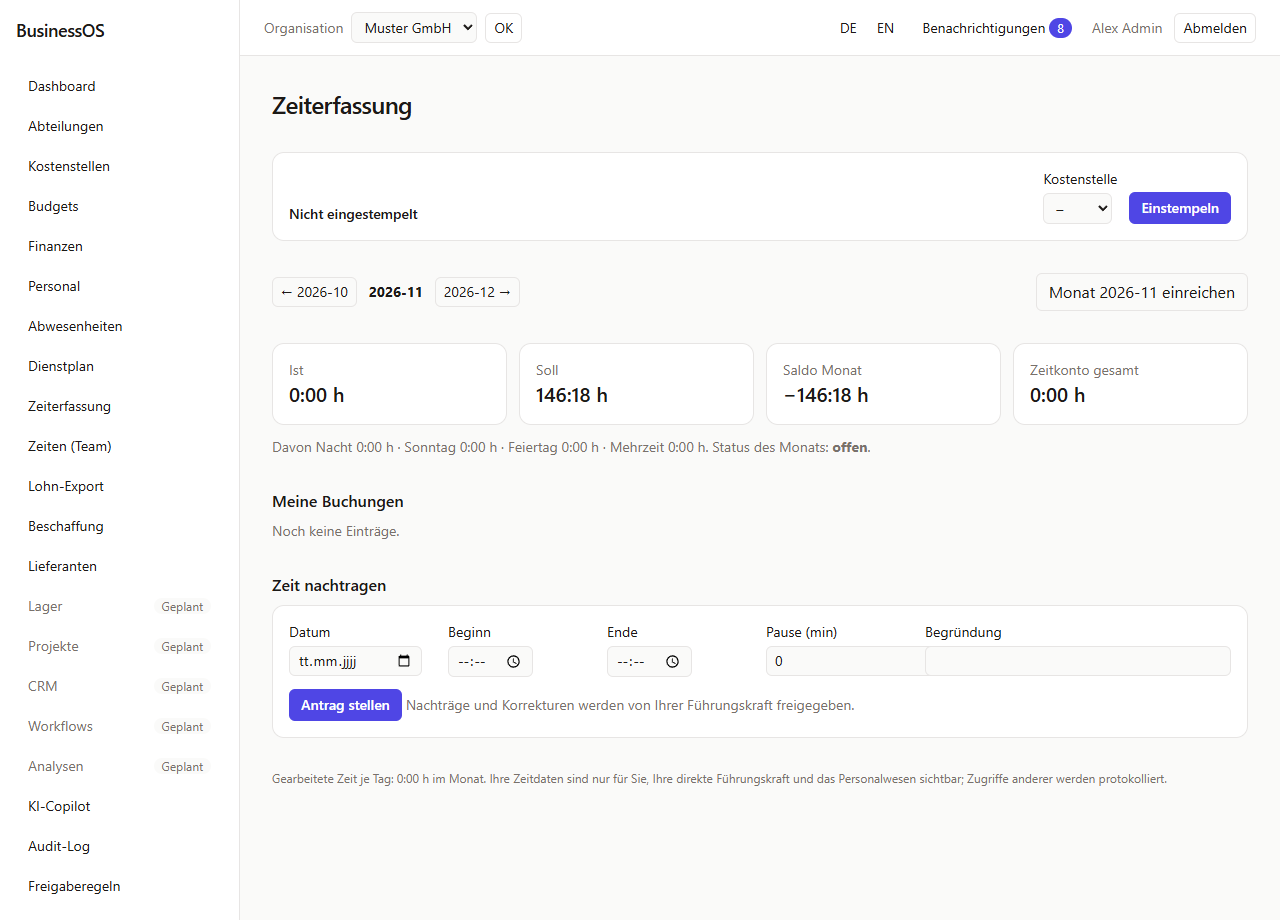 BusinessOS
Organisation Muster GmbH OK
DE EN Benachrichtigungen 8 Alex Admin Abmelden
Dashboard
Abteilungen
Kostenstellen
Budgets
Finanzen
Personal
Abwesenheiten
Dienstplan
Zeiterfassung
Zeiten (Team)
Lohn-Export
Beschaffung
Lieferanten
Lager Geplant
Projekte Geplant
CRM Geplant
Workflows Geplant
Analysen Geplant
KI-Copilot
Audit-Log
Freigaberegeln
Zeiterfassung
Nicht eingestempelt
Kostenstelle
–
Einstempeln
← 2026-10 2026-11 2026-12 →
Monat 2026-11 einreichen
Ist
0:00 h
Soll
146:18 h
Saldo Monat
−146:18 h
Zeitkonto gesamt
0:00 h
Davon Nacht 0:00 h · Sonntag 0:00 h · Feiertag 0:00 h · Mehrzeit 0:00 h. Status des Monats: offen.
Meine Buchungen
Noch keine Einträge.
Zeit nachtragen
Datum Beginn Ende Pause (min) Begründung
tt.mm.jjjj --:-- --:-- 0
Antrag stellen Nachträge und Korrekturen werden von Ihrer Führungskraft freigegeben.
Gearbeitete Zeit je Tag: 0:00 h im Monat. Ihre Zeitdaten sind nur für Sie, Ihre direkte Führungskraft und das Personalwesen sichtbar; Zugriffe anderer werden protokolliert.